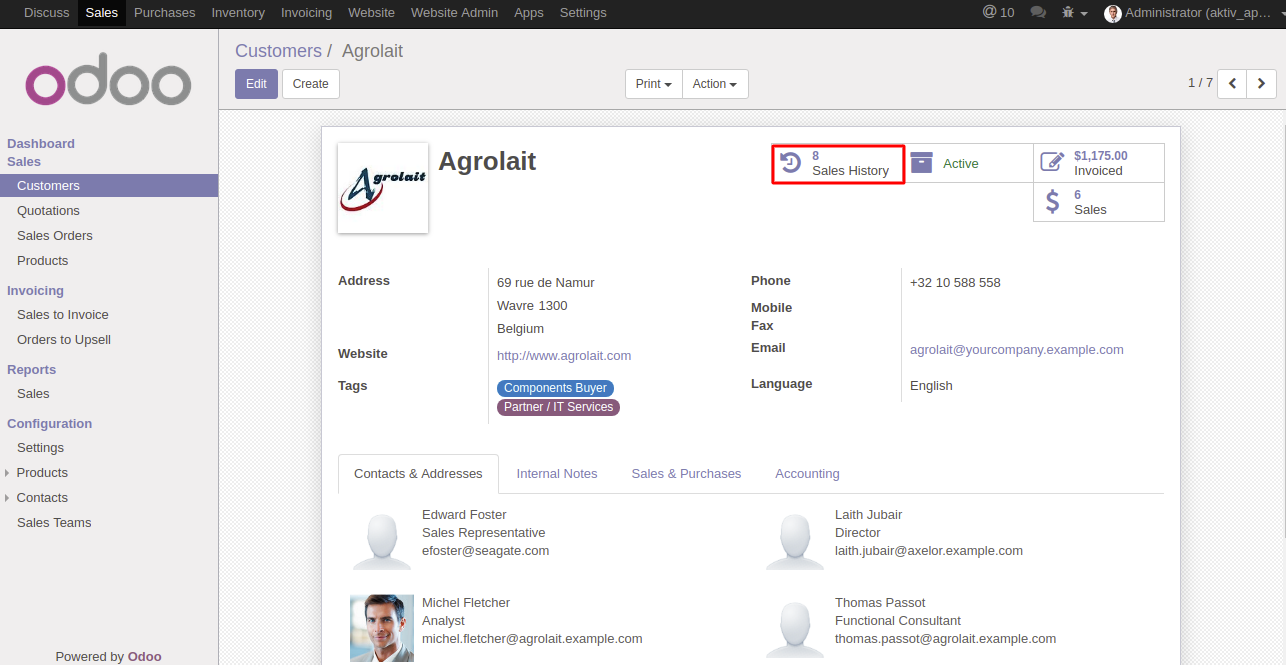 Discuss Sales Purchases Inventory Invoicing Website Website Admin Apps Settings @ 10 Administrator (aktiv_ap...
odoo
Customers / Agrolait
Edit Create Print Action 1 / 7
Dashboard
Sales
Customers
Quotations
Sales Orders
Products
Invoicing
Sales to Invoice
Orders to Upsell
Reports
Sales
Configuration
Settings
Products
Contacts
Sales Teams
Powered by Odoo
Agrolait
Agrolait
8
Sales History
Active
$1,175.00
Invoiced
$ 6
Sales
Address 69 rue de Namur
Wavre 1300
Belgium
Website http://www.agrolait.com
Tags Components Buyer
Partner / IT Services
Phone +32 10 588 558
Mobile
Fax
Email agrolait@yourcompany.example.com
Language English
Contacts & Addresses Internal Notes Sales & Purchases Accounting
Edward Foster
Sales Representative
efoster@seagate.com
Laith Jubair
Director
laith.jubair@axelor.example.com
Michel Fletcher
Analyst
michel.fletcher@agrolait.example.com
Thomas Passot
Functional Consultant
thomas.passot@agrolait.example.com